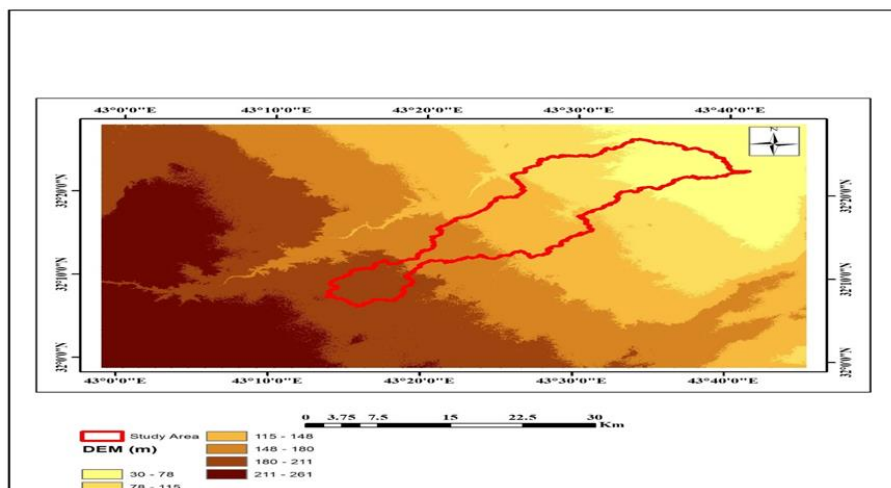 43°0'0"E 43°10'0"E 43°20'0"E 43°30'0"E 43°40'0"E
32°20'0"N 32°20'0"N
32°10'0"N 32°10'0"N
32°0'0"N 32°0'0"N
43°0'0"E 43°10'0"E 43°20'0"E 43°30'0"E 43°40'0"E
Z
0 3.75 7.5 15 22.5 30
Km
Study Area 115 - 148
DEM (m) 148 - 180
180 - 211
30 - 78 211 - 261
78 - 115